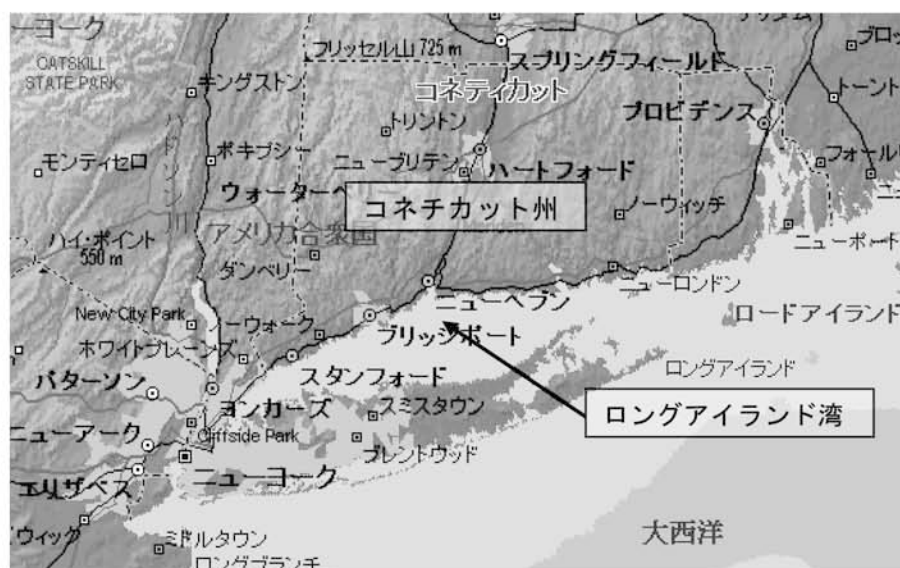 ーヨーク
CATSKILL
STATE PARK
フリッセル山 725 m
スプリングフィールド
コネティカット
キングストン
トリントン
プロビデンス
モンティセロ
ポキプシー
ニューブリテン
ハートフォード
コネチカット州
ノーウィッチ
アメリカ合衆国
ハイ・ポイント
550 m
ダンベリー
ニューポート
ニューロンドン
ニューヘブン
New City Park
ーウォーク
ブリッジポート
ロードアイランド
ホワイトプレーンズ
ロングアイランド
パターソン
スタンフォード
ヨンカーズ
スミスタウン
ロングアイランド湾
ニューアーク
Cliffside Park
ブレントウッド
ニューヨーク
エリザベス
ウィック
ミドルタウン
大西洋
ロングブランチ